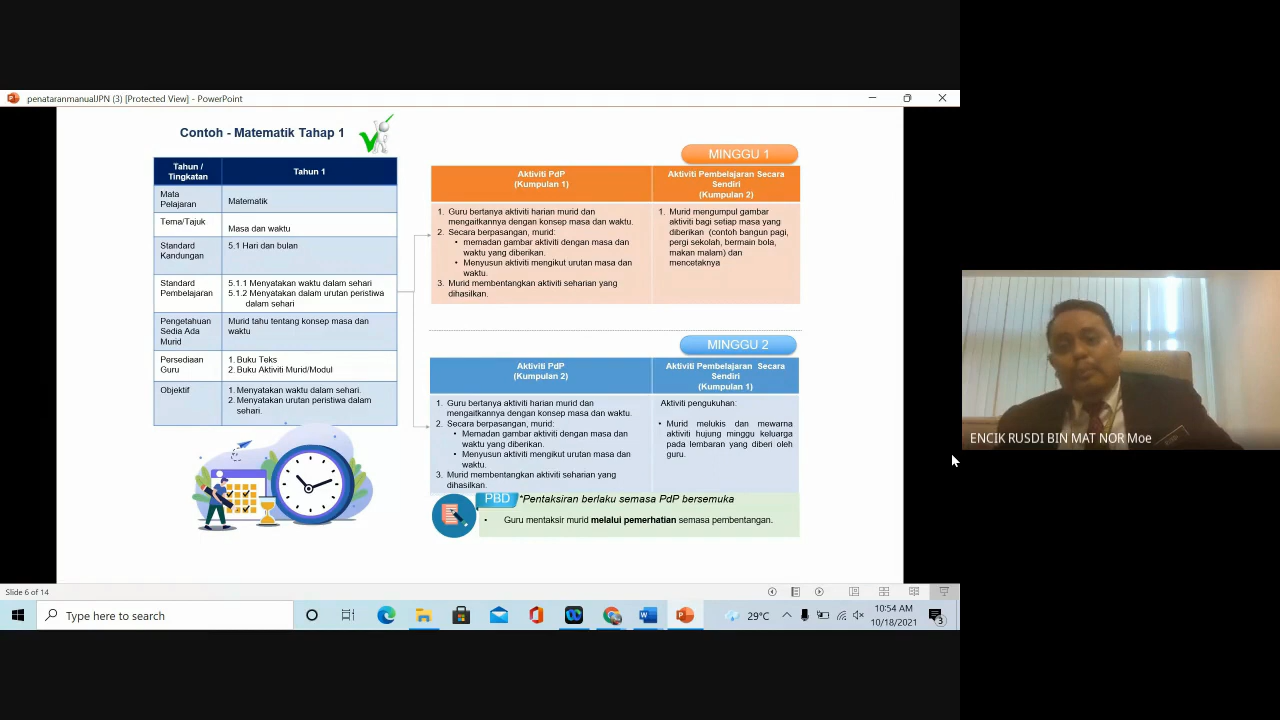 penataranmanualJPN (3) [Protected View] - PowerPoint
Contoh - Matematik Tahap 1
Tahun /
Tingkatan
Tahun 1
Mata
Pelajaran
Matematik
Tema/Tajuk
Masa dan waktu
Standard
Kandungan
5.1 Hari dan bulan
Standard
Pembelajaran
5.1.1 Menyatakan waktu dalam sehari
5.1.2 Menyatakan dalam urutan peristiwa
dalam sehari
Pengetahuan
Sedia Ada
Murid
Murid tahu tentang konsep masa dan
waktu
Persediaan
Guru
1. Buku Teks
2. Buku Aktiviti Murid/Modul
Objektif
1. Menyatakan waktu dalam sehari.
2. Menyatakan urutan peristiwa dalam
sehari.
MINGGU 1
Aktiviti PdP
(Kumpulan 1)
Aktiviti Pembelajaran Secara
Sendiri
(Kumpulan 2)
1. Guru bertanya aktiviti harian murid dan
mengaitkannya dengan konsep masa dan waktu.
2. Secara berpasangan, murid:
• memadan gambar aktiviti dengan masa dan
waktu yang diberikan.
• Menyusun aktiviti mengikut urutan masa dan
waktu.
3. Murid membentangkan aktiviti seharian yang
dihasilkan.
1. Murid mengumpul gambar
aktiviti bagi setiap masa yang
diberikan (contoh bangun pagi,
pergi sekolah, bermain bola,
makan malam) dan
mencetaknya
MINGGU 2
Aktiviti PdP
(Kumpulan 2)
Aktiviti Pembelajaran Secara
Sendiri
(Kumpulan 1)
1. Guru bertanya aktiviti harian murid dan
mengaitkannya dengan konsep masa dan waktu.
2. Secara berpasangan, murid:
• Memadan gambar aktiviti dengan masa dan
waktu yang diberikan.
• Menyusun aktiviti mengikut urutan masa dan
waktu.
3. Murid membentangkan aktiviti seharian yang
dihasilkan.
Aktiviti pengukuhan:
• Murid melukis dan mewarna
aktiviti hujung minggu keluarga
pada lembaran yang diberi oleh
guru.
PBD
*Pentaksiran berlaku semasa PdP bersemuka
• Guru mentaksir murid melalui pemerhatian semasa pembentangan.
ENCIK RUSDI BIN MAT NOR Moe
Slide 6 of 14
Type here to search
29°C
10:54 AM
10/18/2021
3